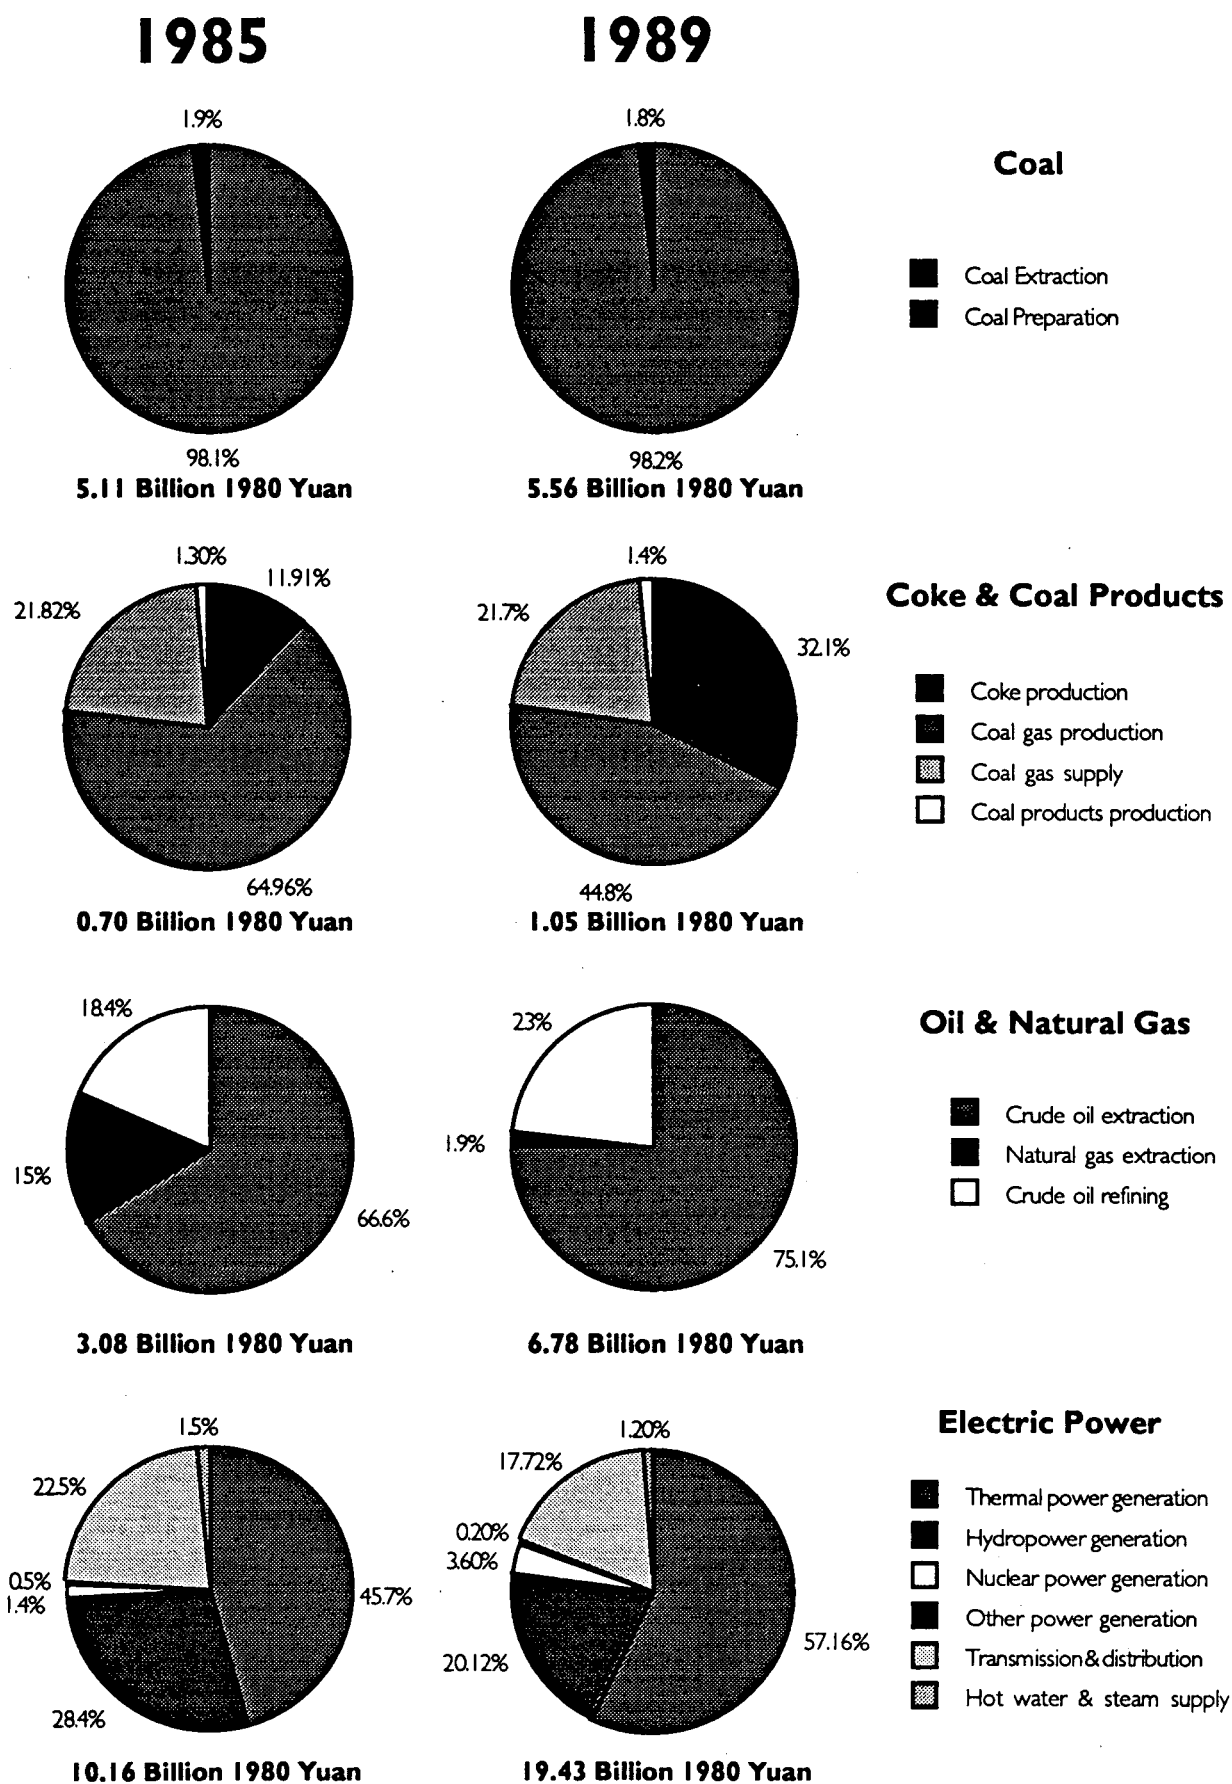 1985
1989
1.9%
1.8%
Coal
Coal Extraction
Coal Preparation
98.1%
98.2%
5.11 Billion 1980 Yuan
5.56 Billion 1980 Yuan
1.30%
11.91%
21.82%
1.4%
21.7%
32.1%
Coke & Coal Products
Coke production
Coal gas production
Coal gas supply
Coal products production
64.96%
44.8%
0.70 Billion 1980 Yuan
1.05 Billion 1980 Yuan
18.4%
15%
66.6%
23%
1.9%
75.1%
Oil & Natural Gas
Crude oil extraction
Natural gas extraction
Crude oil refining
3.08 Billion 1980 Yuan
6.78 Billion 1980 Yuan
1.5%
22.5%
0.5%
1.4%
45.7%
28.4%
1.20%
17.72%
0.20%
3.60%
57.16%
20.12%
Electric Power
Thermal power generation
Hydropower generation
Nuclear power generation
Other power generation
Transmission & distribution
Hot water & steam supply
10.16 Billion 1980 Yuan
19.43 Billion 1980 Yuan